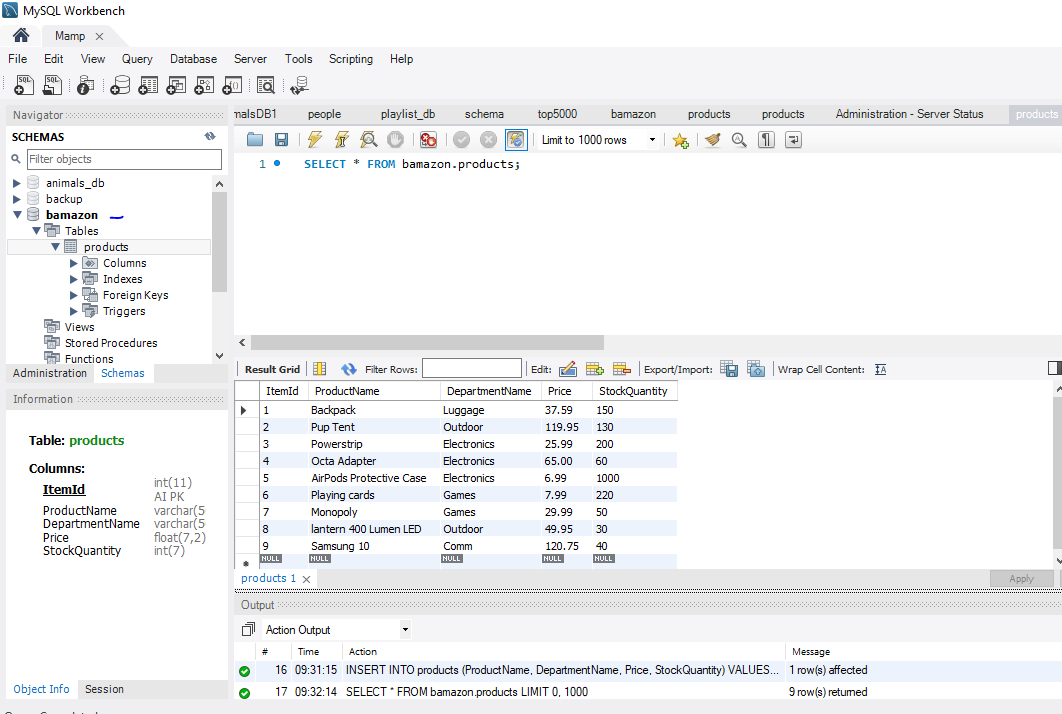 MySQL Workbench
Mamp
File Edit View Query Database Server Tools Scripting Help
Navigator
SCHEMAS
Filter objects
animals_db
backup
bamazon
Tables
products
Columns
Indexes
Foreign Keys
Triggers
Views
Stored Procedures
Functions
Administration Schemas
Information
Table: products
Columns:
ItemId int(11)
AI PK
ProductName varchar(5
DepartmentName varchar(5
Price float(7,2)
StockQuantity int(7)
Object Info Session
malsDB1 people playlist_db schema top5000 bamazon products products Administration - Server Status products
Limit to 1000 rows
1 SELECT * FROM bamazon.products;
Result Grid Filter Rows: Edit: Export/Import: Wrap Cell Content:
ItemId ProductName DepartmentName Price StockQuantity
1 Backpack Luggage 37.59 150
2 Pup Tent Outdoor 119.95 130
3 Powerstrip Electronics 25.99 200
4 Octa Adapter Electronics 65.00 60
5 AirPods Protective Case Electronics 6.99 1000
6 Playing cards Games 7.99 220
7 Monopoly Games 29.99 50
8 lantern 400 Lumen LED Outdoor 49.95 30
9 Samsung 10 Comm 120.75 40
NULL NULL NULL NULL NULL
products 1
Apply
Output
Action Output
# Time Action Message
16 09:31:15 INSERT INTO products (ProductName, DepartmentName, Price, StockQuantity) VALUES... 1 row(s) affected
17 09:32:14 SELECT * FROM bamazon.products LIMIT 0, 1000 9 row(s) returned